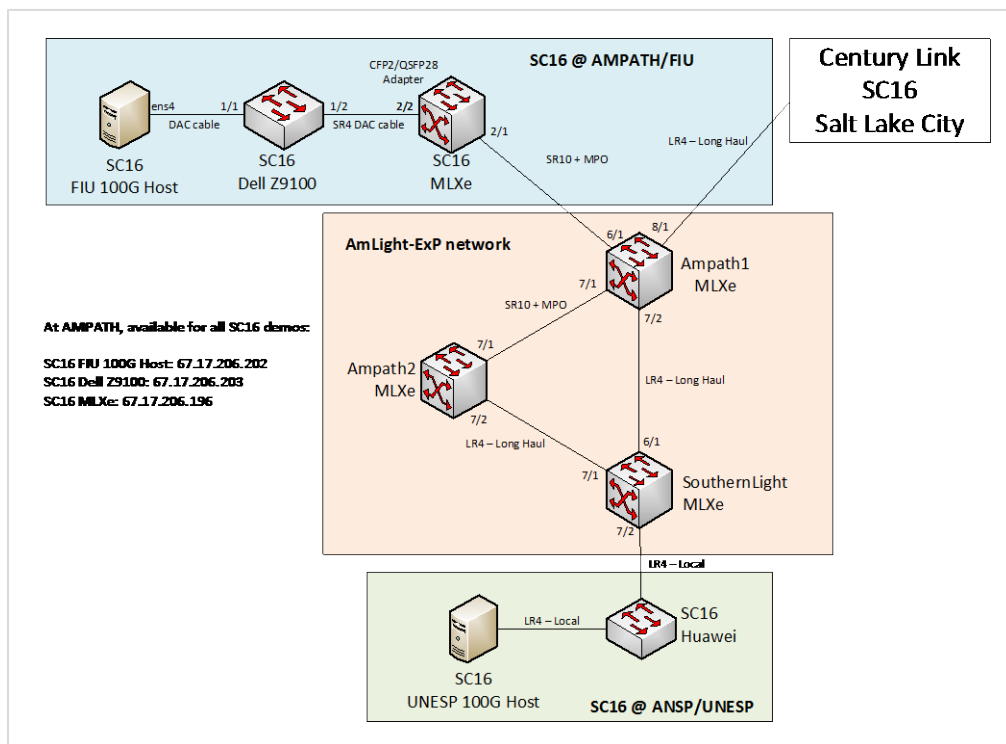 SC16 @ AMPATH/FIU
CFP2/QSFP28
Adapter
ens4
1/1
1/2
2/2
DAC cable
SR4 DAC cable
2/1
SC16
FIU 100G Host
SC16
Dell Z9100
SC16
MLXe
SR10 + MPO
Century Link
SC16
Salt Lake City
LR4 – Long Haul
AmLight-ExP network
6/1
8/1
Ampath1
MLXe
7/1
7/2
SR10 + MPO
At AMPATH, available for all SC16 demos:
SC16 FIU 100G Host: 67.17.206.202
SC16 Dell Z9100: 67.17.206.203
SC16 MLXe: 67.17.206.196
7/1
Ampath2
MLXe
7/2
LR4 – Long Haul
LR4 – Long Haul
6/1
7/1
SouthernLight
MLXe
7/2
LR4 – Local
SC16
Huawei
LR4 – Local
SC16
UNESP 100G Host
SC16 @ ANSP/UNESP